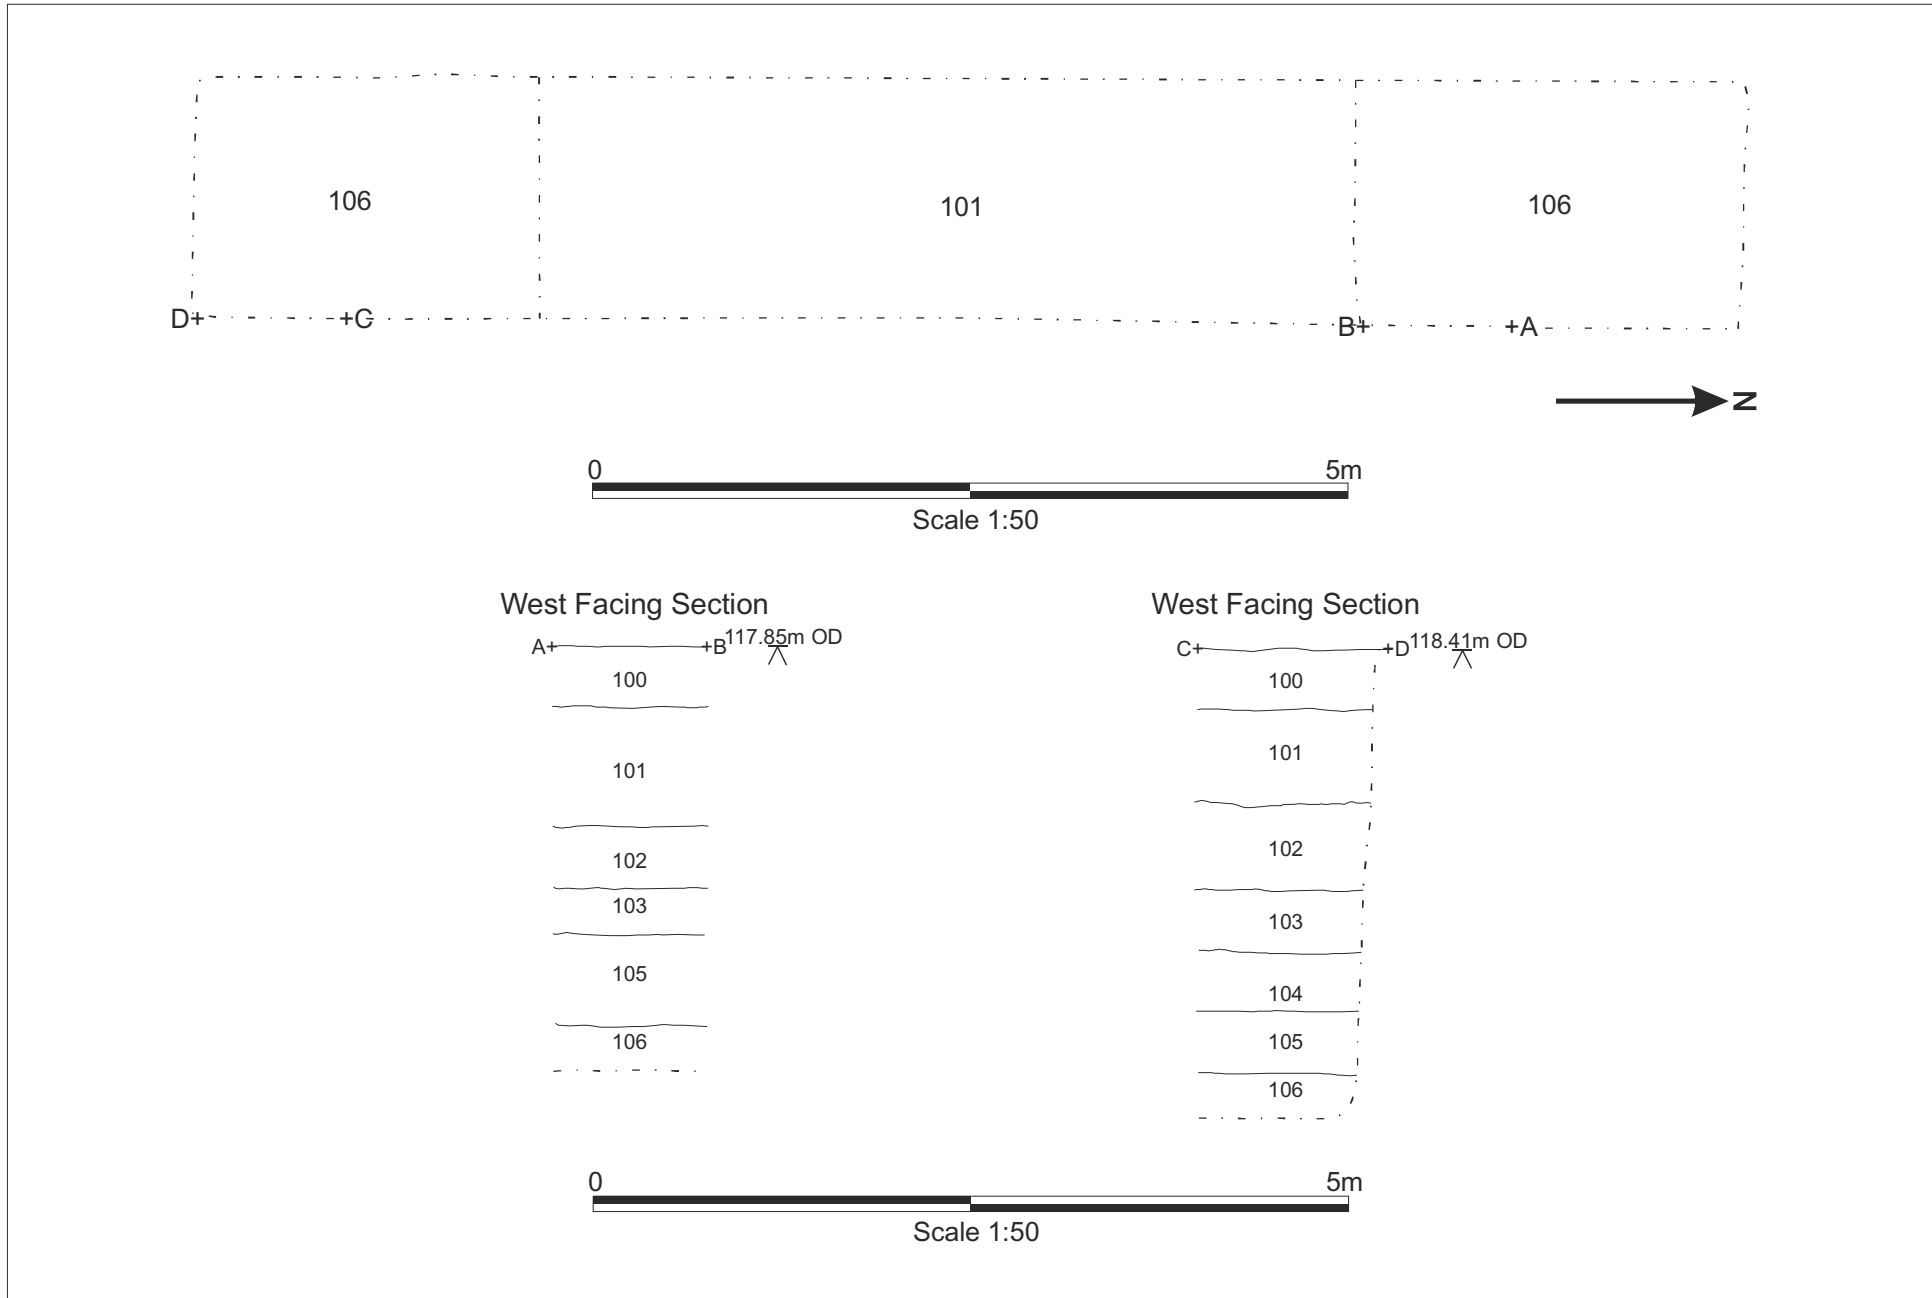 106
101
106
D+
+C
B+
+A
N
0
5m
Scale 1:50
West Facing Section
A+
+B
117.85m OD
100
101
102
103
105
106
West Facing Section
C+
+D
118.41m OD
100
101
102
103
104
105
106
0
5m
Scale 1:50